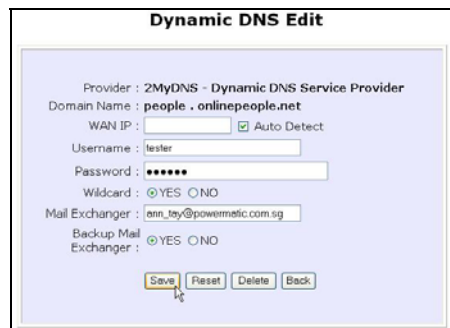 Dynamic DNS Edit
Provider : 2MyDNS - Dynamic DNS Service Provider
Domain Name : people . onlinepeople.net
WAN IP : Auto Detect
Username : tester
Password : ••••••
Wildcard : YES NO
Mail Exchanger : ann_tay@powermatic.com.sg
Backup Mail Exchanger : YES NO
Save Reset Delete Back